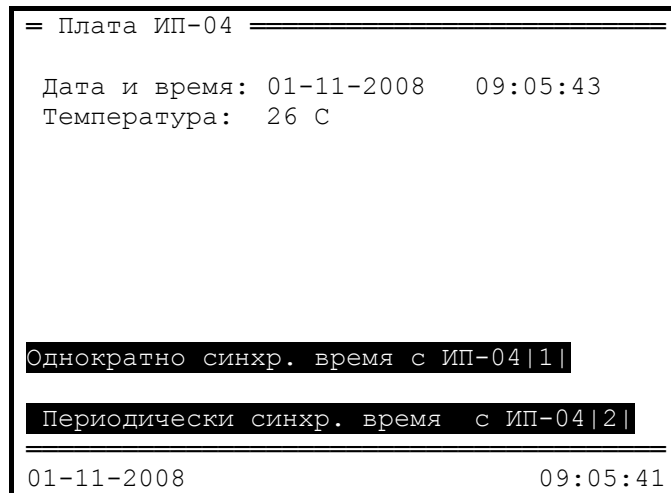 = Плата ИП-04 =
Дата и время: 01-11-2008 09:05:43
Температура: 26 С
Однократно синхр. время с ИП-04|1|
Периодически синхр. время с ИП-04|2|
01-11-2008 09:05:41